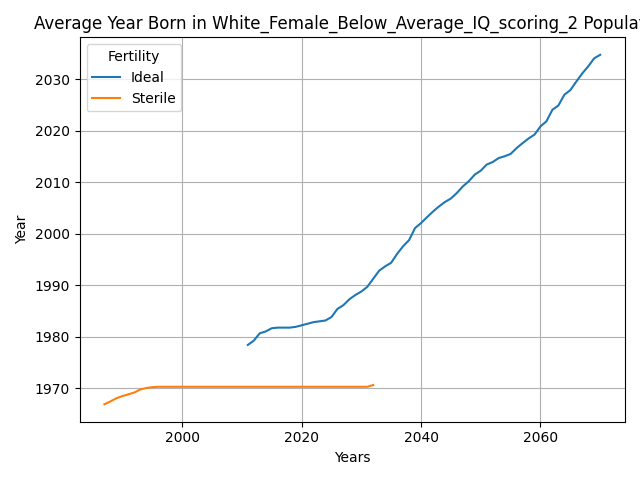 Average Year Born in White_Female_Below_Average_IQ_scoring_2 Popula
Fertility
Ideal
Sterile
2030
2020
2010
2000
1990
1980
1970
Year
2000 2020 2040 2060
Years